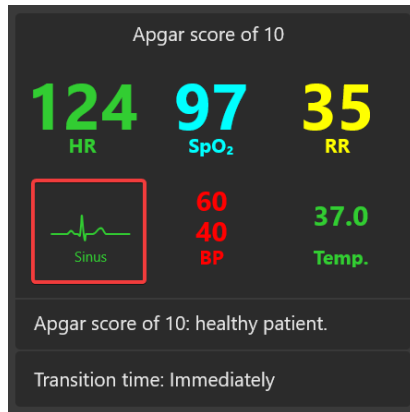 Apgar score of 10
124 97 35
HR SpO₂ RR
60
40 37.0
Sinus BP Temp.
Apgar score of 10: healthy patient.
Transition time: Immediately